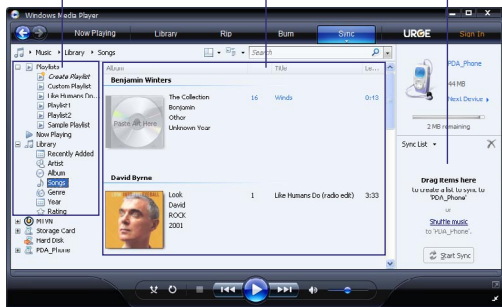 Windows Media Player
Now Playing Library Rip Burn Sync URGE Sign In
Music Library Songs Search
Playlists
Create Playlist
Custom Playlist
Like Humans Do...
Playlist1
Playlist2
Sample Playlist
Now Playing
Library
Recently Added
Artist
Album
Songs
Genre
Year
Rating
Storage Card
Hard Disk
PDA_Phone
Album Title Le...
Benjamin Winters
Paste Art Here
The Collection 16 Winds 0:43
Benjamin
Other
Unknown Year
David Byrne
Look 1 Like Humans Do (radio edit) 3:33
David
ROCK
2001
PDA_Phone
44 MB
Next Device
2 MB remaining
Sync List
Drag Items here
to create a list to sync to
'PDA_Phone'
or
Shuffle music
to 'PDA_Phone'.
Start Sync